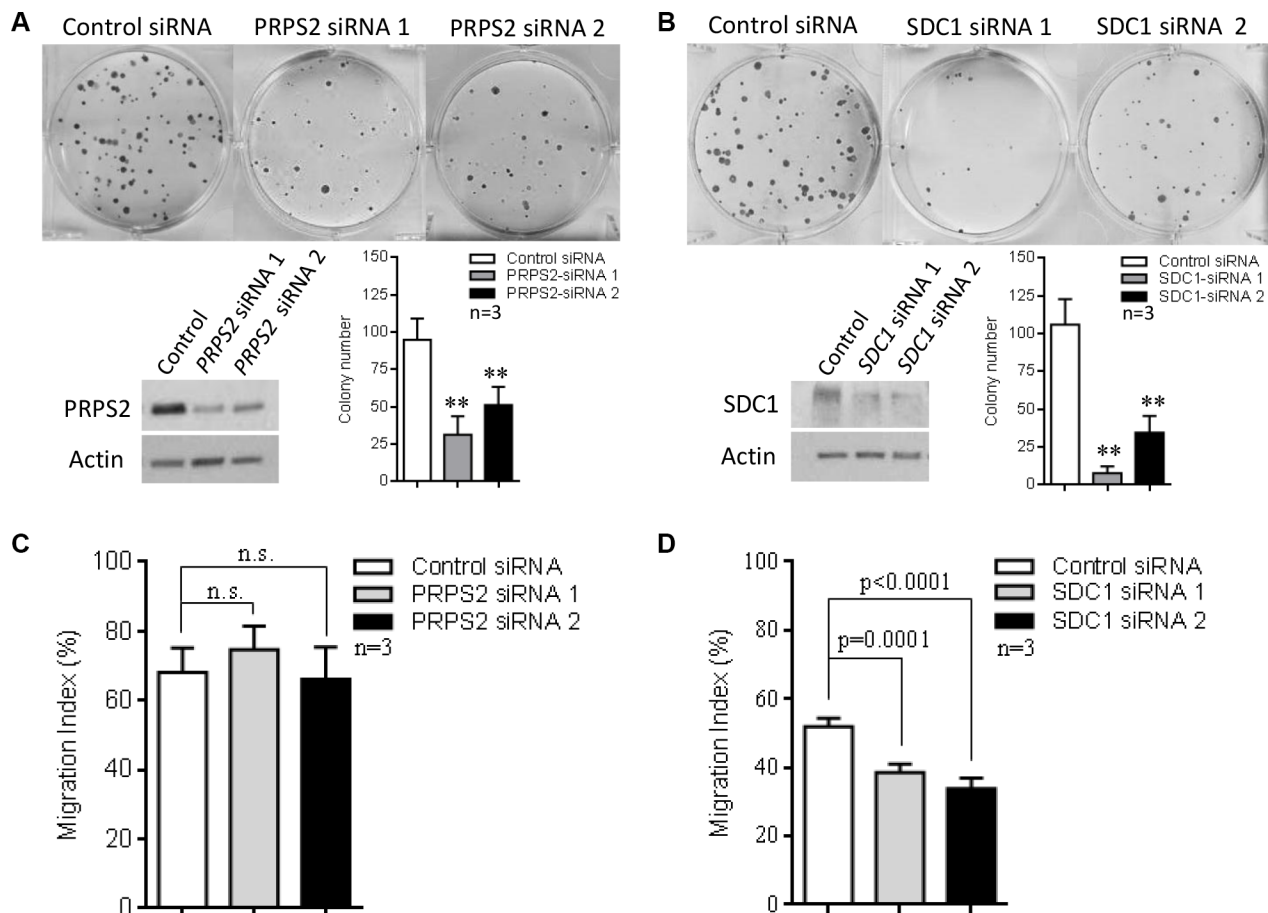 A
Control siRNA PRPS2 siRNA 1 PRPS2 siRNA 2
Control
PRPS2 siRNA 1
PRPS2 siRNA 2
PRPS2
Actin
150
125
100
75
50
25
0
Colony number
Control siRNA
PRPS2-siRNA 1
PRPS2-siRNA 2
n=3
**
**
B
Control siRNA SDC1 siRNA 1 SDC1 siRNA 2
Control
SDC1 siRNA 1
SDC1 siRNA 2
SDC1
Actin
150
125
100
75
50
25
0
Colony number
Control siRNA
SDC1-siRNA 1
SDC1-siRNA 2
n=3
**
**
C
100
80
60
40
20
0
Migration Index (%)
n.s.
n.s.
Control siRNA
PRPS2 siRNA 1
PRPS2 siRNA 2
n=3
D
100
80
60
40
20
0
Migration Index (%)
p<0.0001
p=0.0001
Control siRNA
SDC1 siRNA 1
SDC1 siRNA 2
n=3